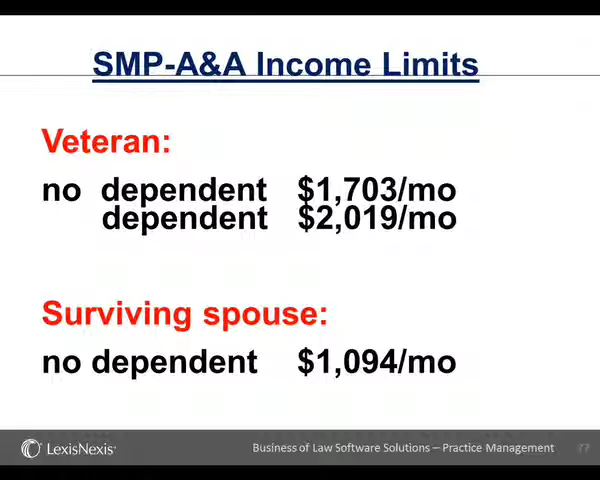 SMP-A&A Income Limits
Veteran:
no dependent $1,703/mo
dependent $2,019/mo
Surviving spouse:
no dependent $1,094/mo
LexisNexis® Business of Law Software Solutions – Practice Management 77